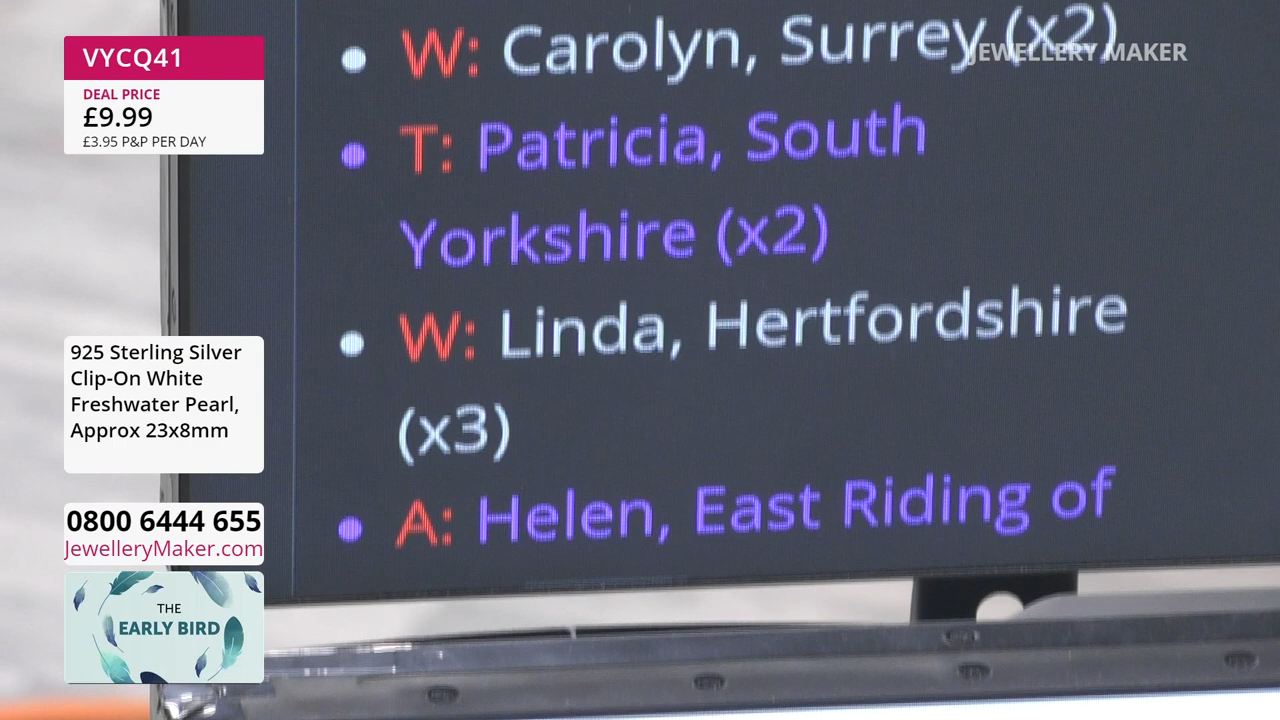 VYCQ41
DEAL PRICE
£9.99
£3.95 P&P PER DAY
925 Sterling Silver
Clip-On White
Freshwater Pearl,
Approx 23x8mm
0800 6444 655
JewelleryMaker.com
THE
EARLY BIRD
JEWELLERY MAKER
• W: Carolyn, Surrey (x2)
• T: Patricia, South
Yorkshire (x2)
• W: Linda, Hertfordshire
(x3)
• A: Helen, East Riding of